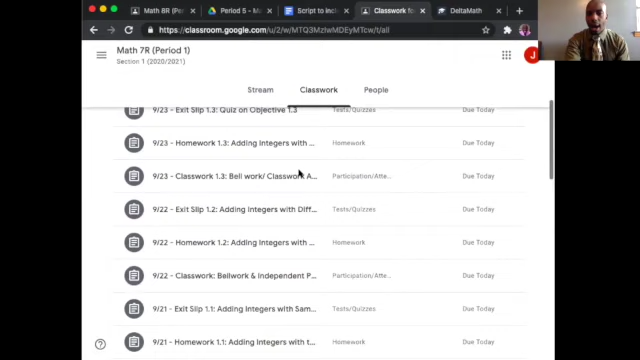 Math 8R (Peri
Period 5 - Mo
Script to inclu
Classwork fo
DeltaMath
https://classroom.google.com/u/2/w/MTQ3MzJwMDEyMTcw/t/all
Math 7R (Period 1)
Section 1 (2020/2021)
J
Stream Classwork People
9/23 - Exit Slip 1.3: Quiz on Objective 1.3 Tests/Quizzes Due Today
9/23 - Homework 1.3: Adding Integers with ... Homework Due Today
9/23 - Classwork 1.3: Bell work/ Classwork A... Participation/Atte... Due Today
9/22 - Exit Slip 1.2: Adding Integers with Diff... Tests/Quizzes Due Today
9/22 - Homework 1.2: Adding Integers with ... Homework Due Today
9/22 - Classwork: Bellwork & Independent P... Participation/Atte... Due Today
9/21 - Exit Slip 1.1: Adding Integers with Sam... Tests/Quizzes Due Today
9/21 - Homework 1.1: Adding Integers with t... Homework Due Today